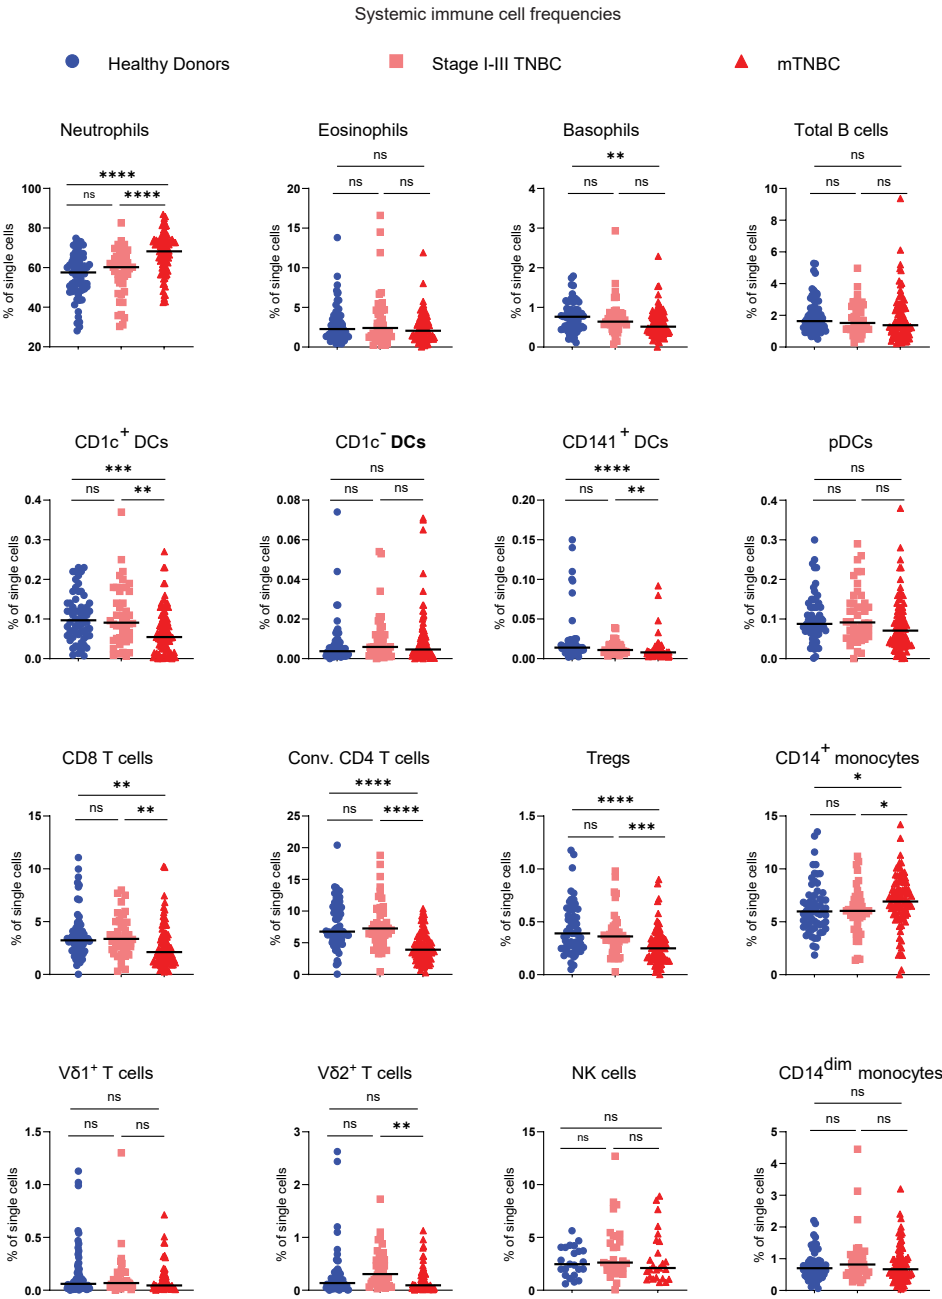 Systemic immune cell frequencies
Healthy Donors
Stage I-III TNBC
mTNBC
Neutrophils
****
ns
****
% of single cells
100
80
60
40
20
Eosinophils
ns
ns
ns
% of single cells
20
15
10
5
0
Basophils
**
ns
ns
% of single cells
4
3
2
1
0
Total B cells
ns
ns
ns
% of single cells
10
8
6
4
2
0
CD1c+ DCs
***
ns
**
% of single cells
0.4
0.3
0.2
0.1
0.0
CD1c- DCs
ns
ns
ns
% of single cells
0.08
0.06
0.04
0.02
0.00
CD141+ DCs
****
ns
**
% of single cells
0.20
0.15
0.10
0.05
0.00
pDCs
ns
ns
ns
% of single cells
0.4
0.3
0.2
0.1
0.0
CD8 T cells
**
ns
**
% of single cells
15
10
5
0
Conv. CD4 T cells
****
ns
****
% of single cells
25
20
15
10
5
0
Tregs
****
ns
***
% of single cells
1.5
1.0
0.5
0.0
CD14+ monocytes
*
ns
*
% of single cells
15
10
5
0
Vδ1+ T cells
ns
ns
ns
% of single cells
1.5
1.0
0.5
0.0
Vδ2+ T cells
ns
ns
**
% of single cells
3
2
1
0
NK cells
ns
ns
ns
% of single cells
15
10
5
0
CD14dim monocytes
ns
ns
ns
% of single cells
5
4
3
2
1
0